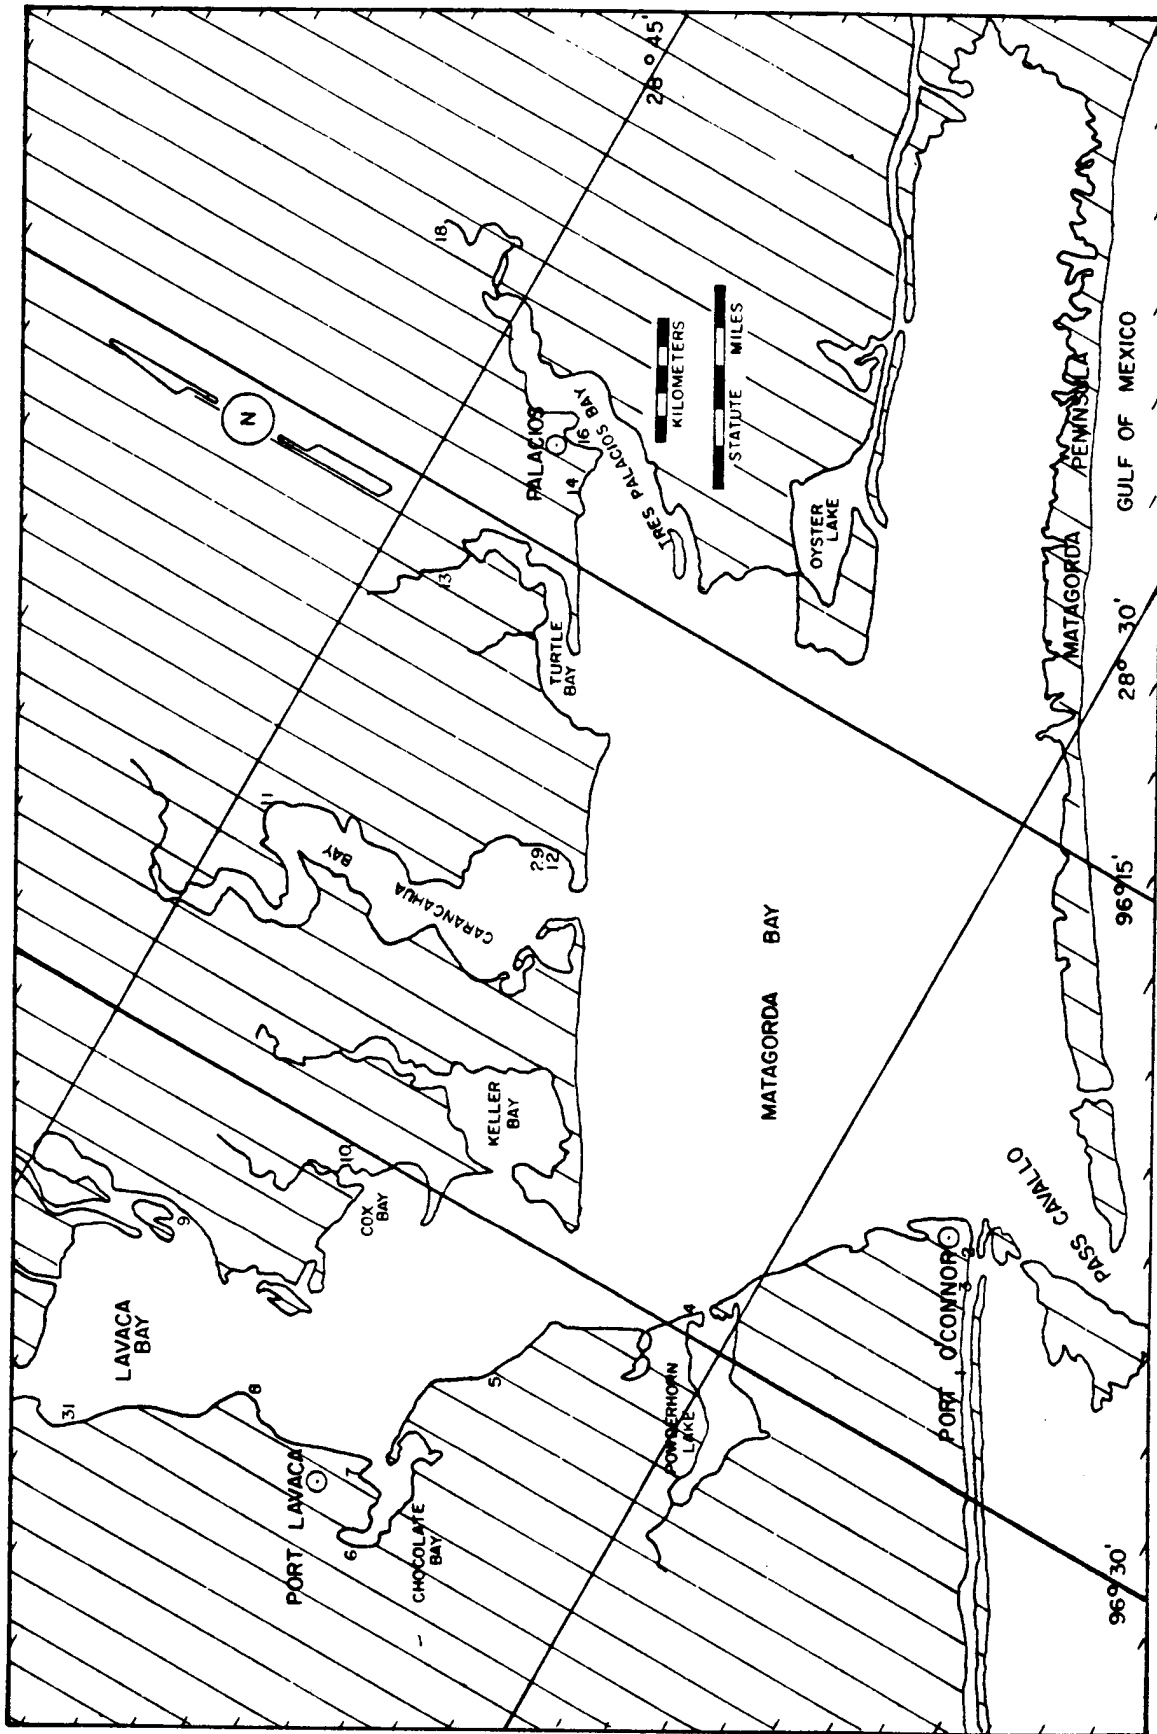 31
8
LAVACA
BAY
PORT LAVACA
7
6
CHOCOLATE
BAY
5
9
10
COX
BAY
KELLER
BAY
11
CARANCAHUA
BAY
?9
12
13
TURTLE
BAY
N
PALACIOS
14
16
18
TRES PALACIOS BAY
KILOMETERS
STATUTE MILES
28° 45'
OYSTER
LAKE
MATAGORDA BAY
4
POWDERHORN
LAKE
PORT O'CONNOR
1
3
2
PASS CAVALLO
MATAGORDA PENINSULA
GULF OF MEXICO
96° 30'
96° 15'
28° 30'